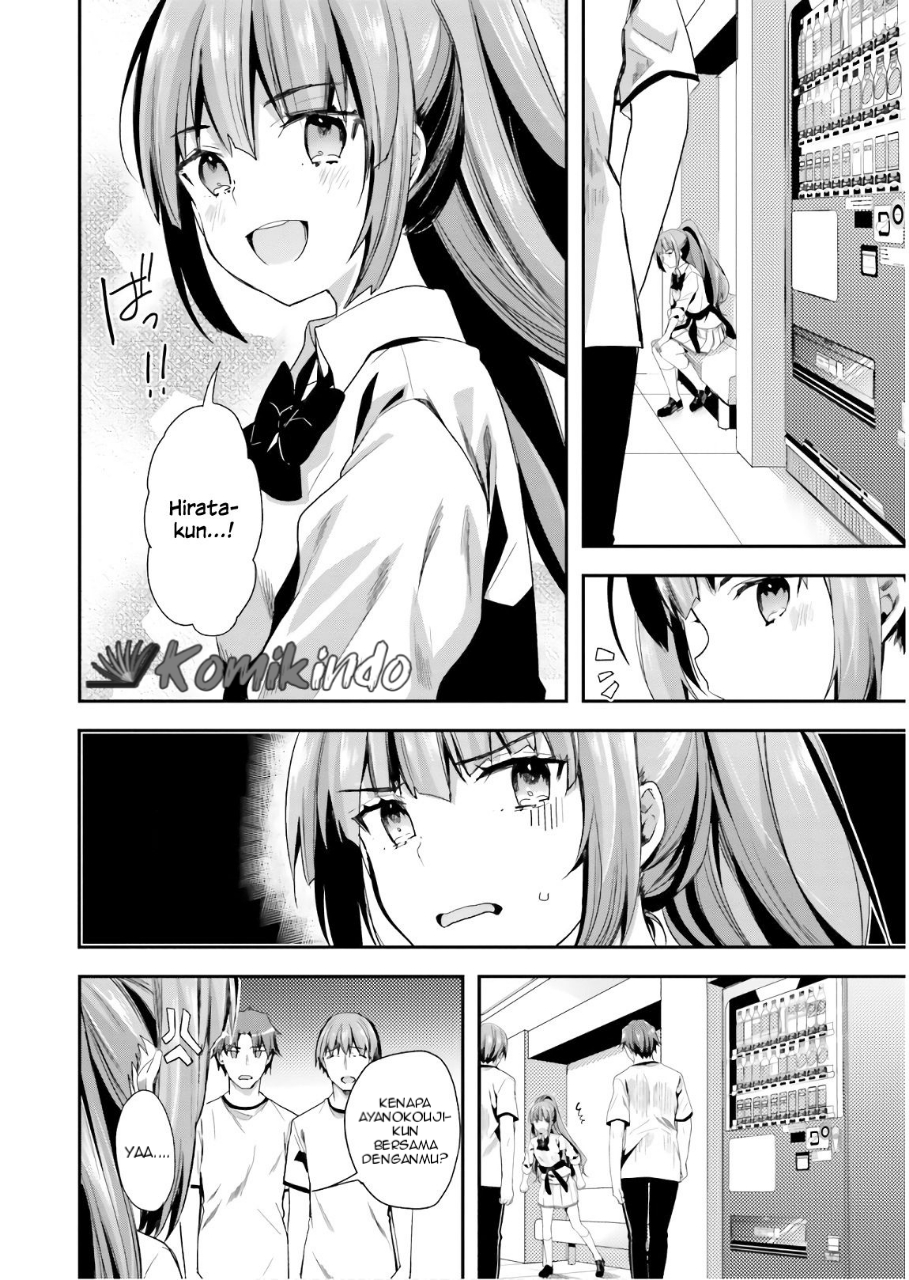 ばっ!!
Hirata-
kun...!
Komikindo
KENAPA
AYANOKOUJI-
KUN
BERSAMA
DENGANMU?
YAA....